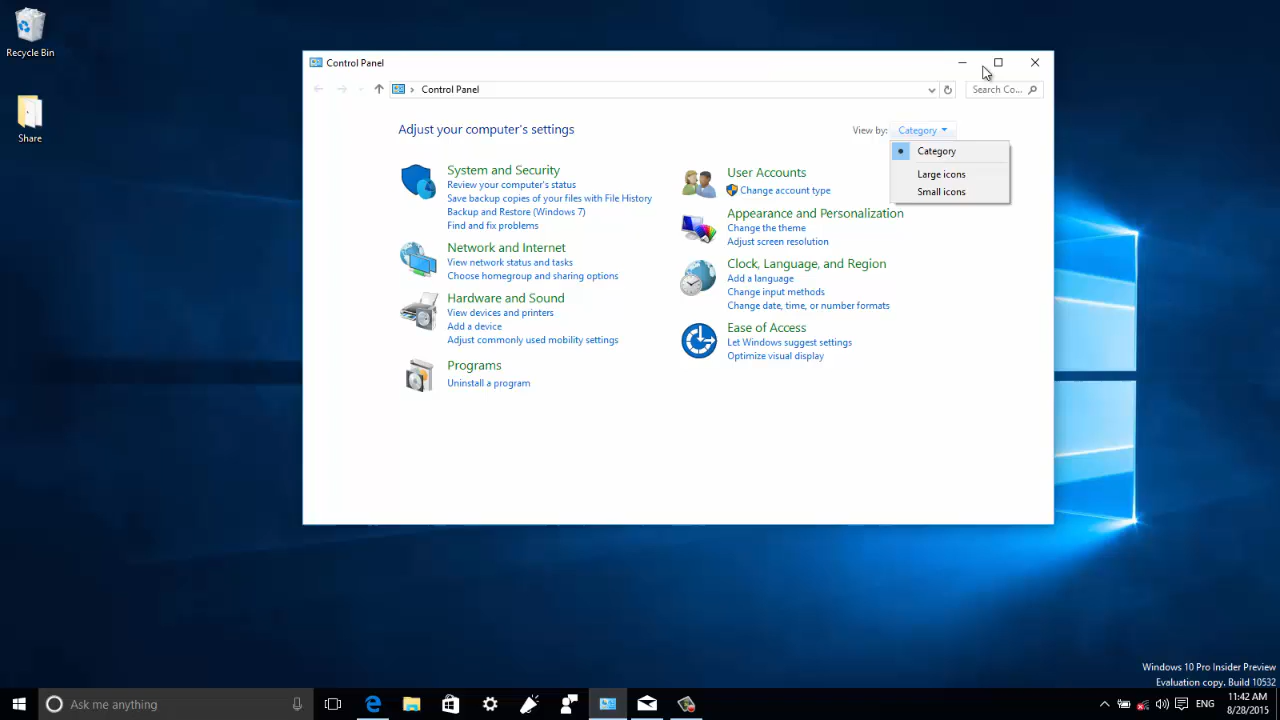 Recycle Bin
Share
Control Panel
Control Panel
Search Co...
Adjust your computer's settings
View by: Category
Category
Large icons
Small icons
System and Security
Review your computer's status
Save backup copies of your files with File History
Backup and Restore (Windows 7)
Find and fix problems
Network and Internet
View network status and tasks
Choose homegroup and sharing options
Hardware and Sound
View devices and printers
Add a device
Adjust commonly used mobility settings
Programs
Uninstall a program
User Accounts
Change account type
Appearance and Personalization
Change the theme
Adjust screen resolution
Clock, Language, and Region
Add a language
Change input methods
Change date, time, or number formats
Ease of Access
Let Windows suggest settings
Optimize visual display
Windows 10 Pro Insider Preview
Evaluation copy. Build 10532
Ask me anything
ENG
11:42 AM
8/28/2015